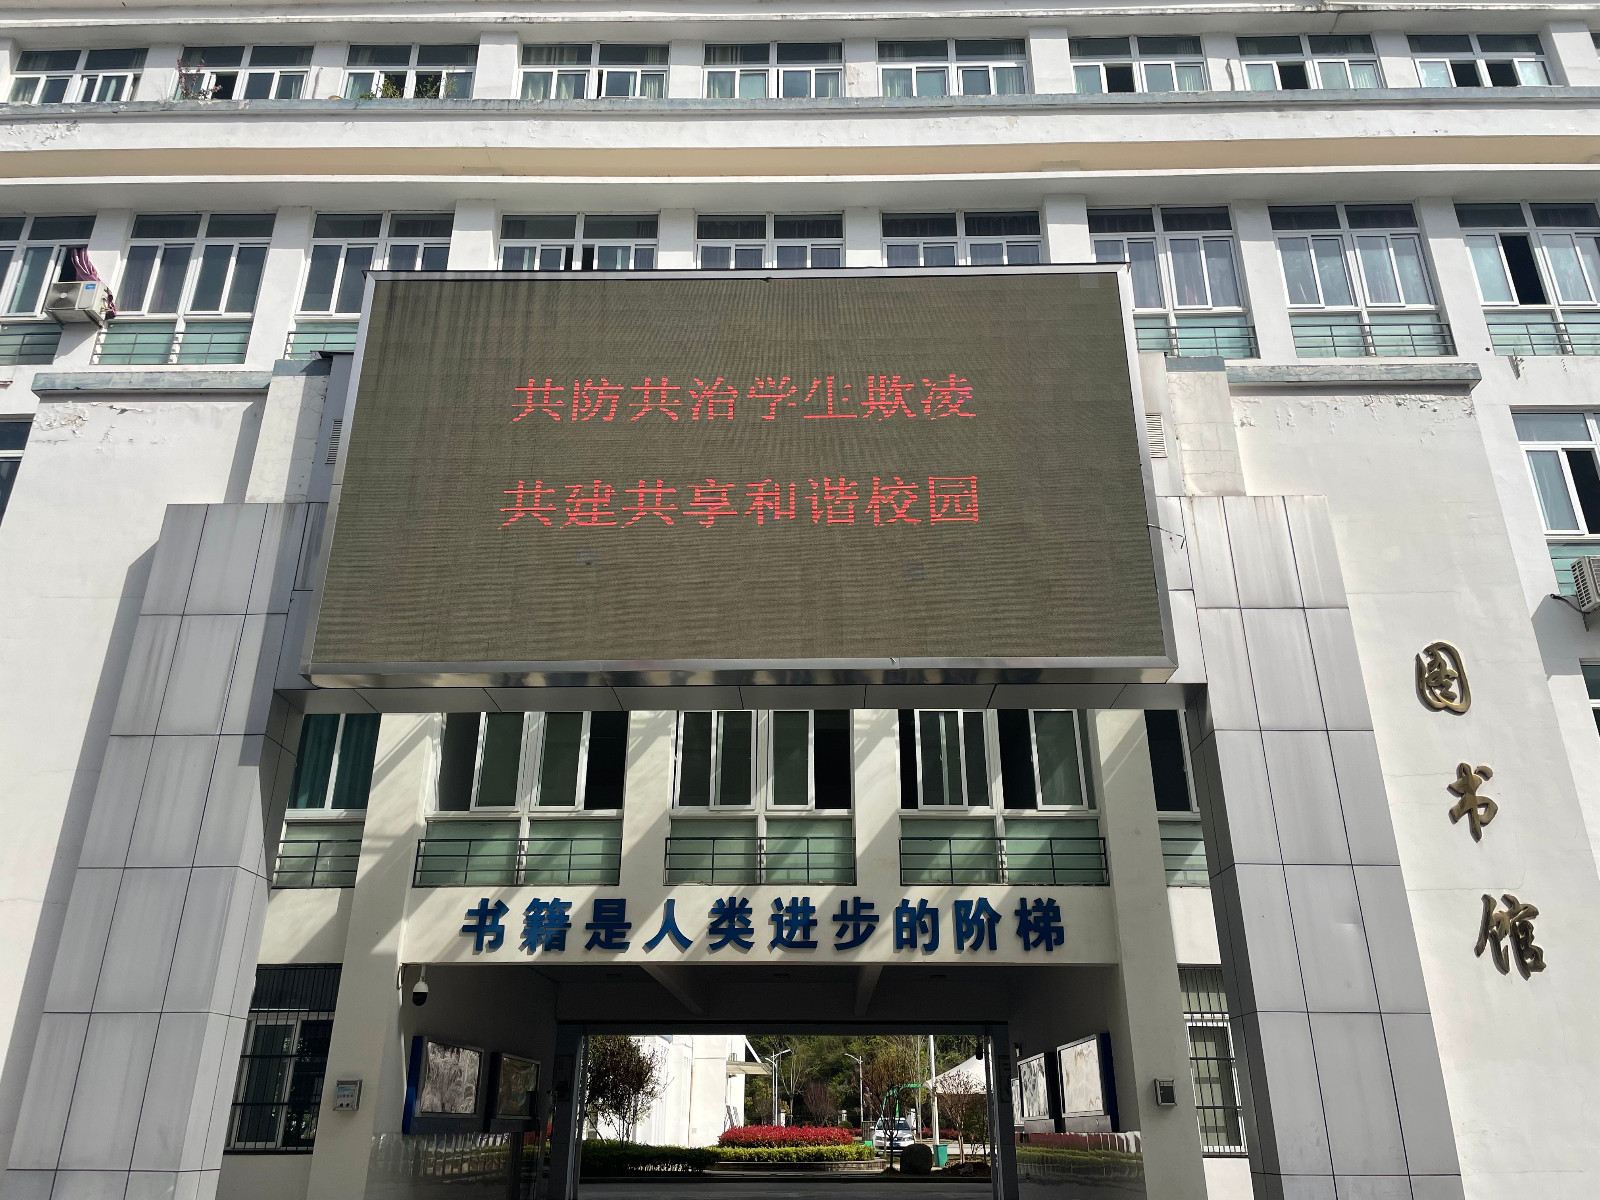 共防共治学生欺凌
共建共享和谐校园
书籍是人类进步的阶梯
图书馆